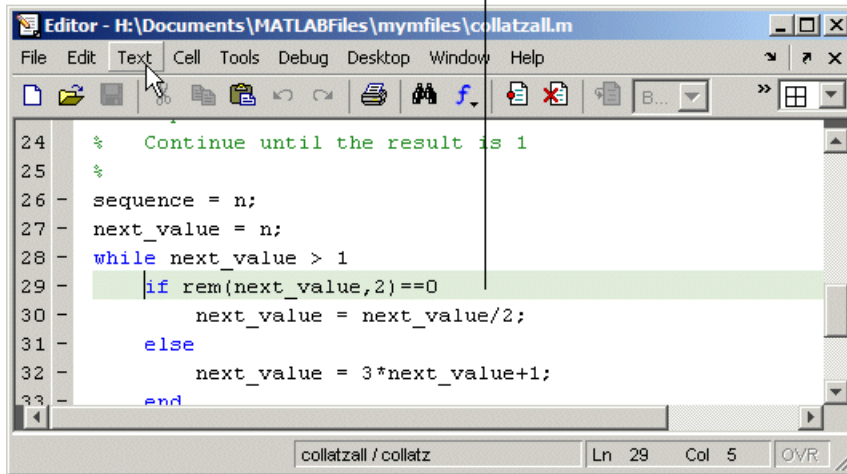 Editor - H:\Documents\MATLABFiles\mymfiles\collatzall.m
File Edit Text Cell Tools Debug Desktop Window Help
B... »
24 % Continue until the result is 1
25 %
26 - sequence = n;
27 - next_value = n;
28 - while next_value > 1
29 - if rem(next_value,2)==0
30 - next_value = next_value/2;
31 - else
32 - next_value = 3*next_value+1;
33 - end
collatzall / collatz Ln 29 Col 5 OVR